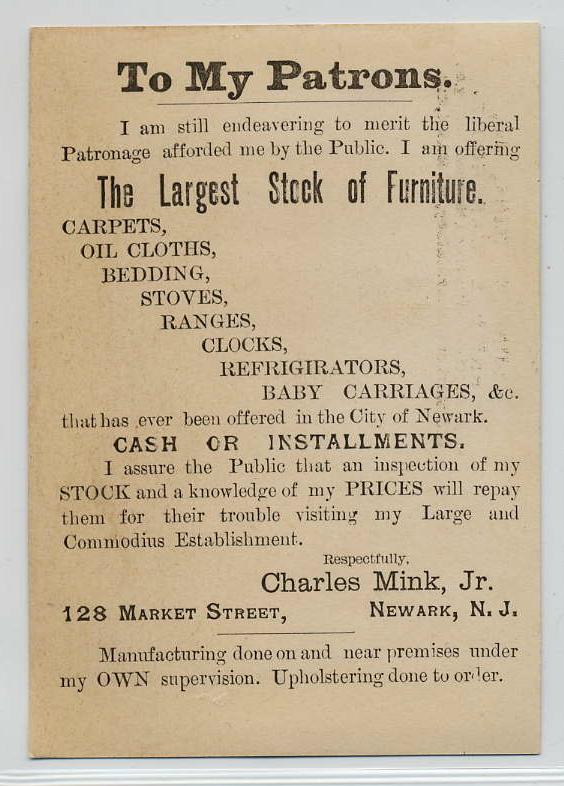 To My Patrons.
I am still endeavering to merit the liberal
Patronage afforded me by the Public. I am offering
The Largest Stock of Furniture.
CARPETS,
OIL CLOTHS,
BEDDING,
STOVES,
RANGES,
CLOCKS,
REFRIGIRATORS,
BABY CARRIAGES, &c.
that has ever been offered in the City of Newark.
CASH OR INSTALLMENTS.
I assure the Public that an inspection of my
STOCK and a knowledge of my PRICES will repay
them for their trouble visiting my Large and
Commodius Establishment.
Respectfully,
Charles Mink, Jr.
128 MARKET STREET, NEWARK, N. J.
Manufacturing done on and near premises under
my OWN supervision. Upholstering done to order.